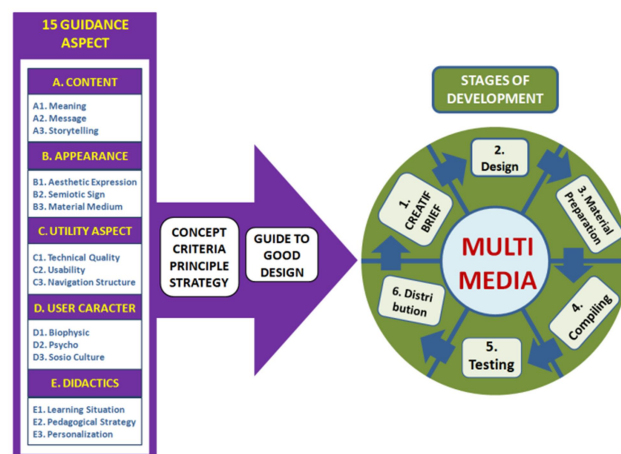 15 GUIDANCE
ASPECT
A. CONTENT
A1. Meaning
A2. Message
A3. Storytelling
B. APPEARANCE
B1. Aesthetic Expression
B2. Semiotic Sign
B3. Material Medium
C. UTILITY ASPECT
C1. Technical Quality
C2. Usability
C3. Navigation Structure
D. USER CARACTER
D1. Biophysic
D2. Psycho
D3. Sosio Culture
E. DIDACTICS
E1. Learning Situation
E2. Pedagogical Strategy
E3. Personalization
CONCEPT
CRITERIA
PRINCIPLE
STRATEGY
GUIDE TO
GOOD
DESIGN
STAGES OF
DEVELOPMENT
1.
CREATIF
BRIEF
2.
Design
3. Material
Preparation
4.
Compiling
5.
Testing
6. Distri
bution
MULTI
MEDIA